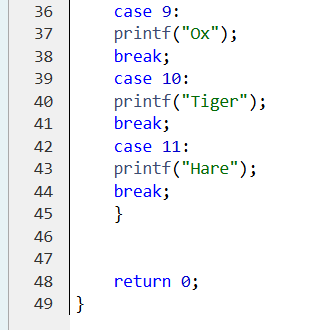 36 case 9:
37 printf("Ox");
38 break;
39 case 10:
40 printf("Tiger");
41 break;
42 case 11:
43 printf("Hare");
44 break;
45 }
46
47
48 return 0;
49 }